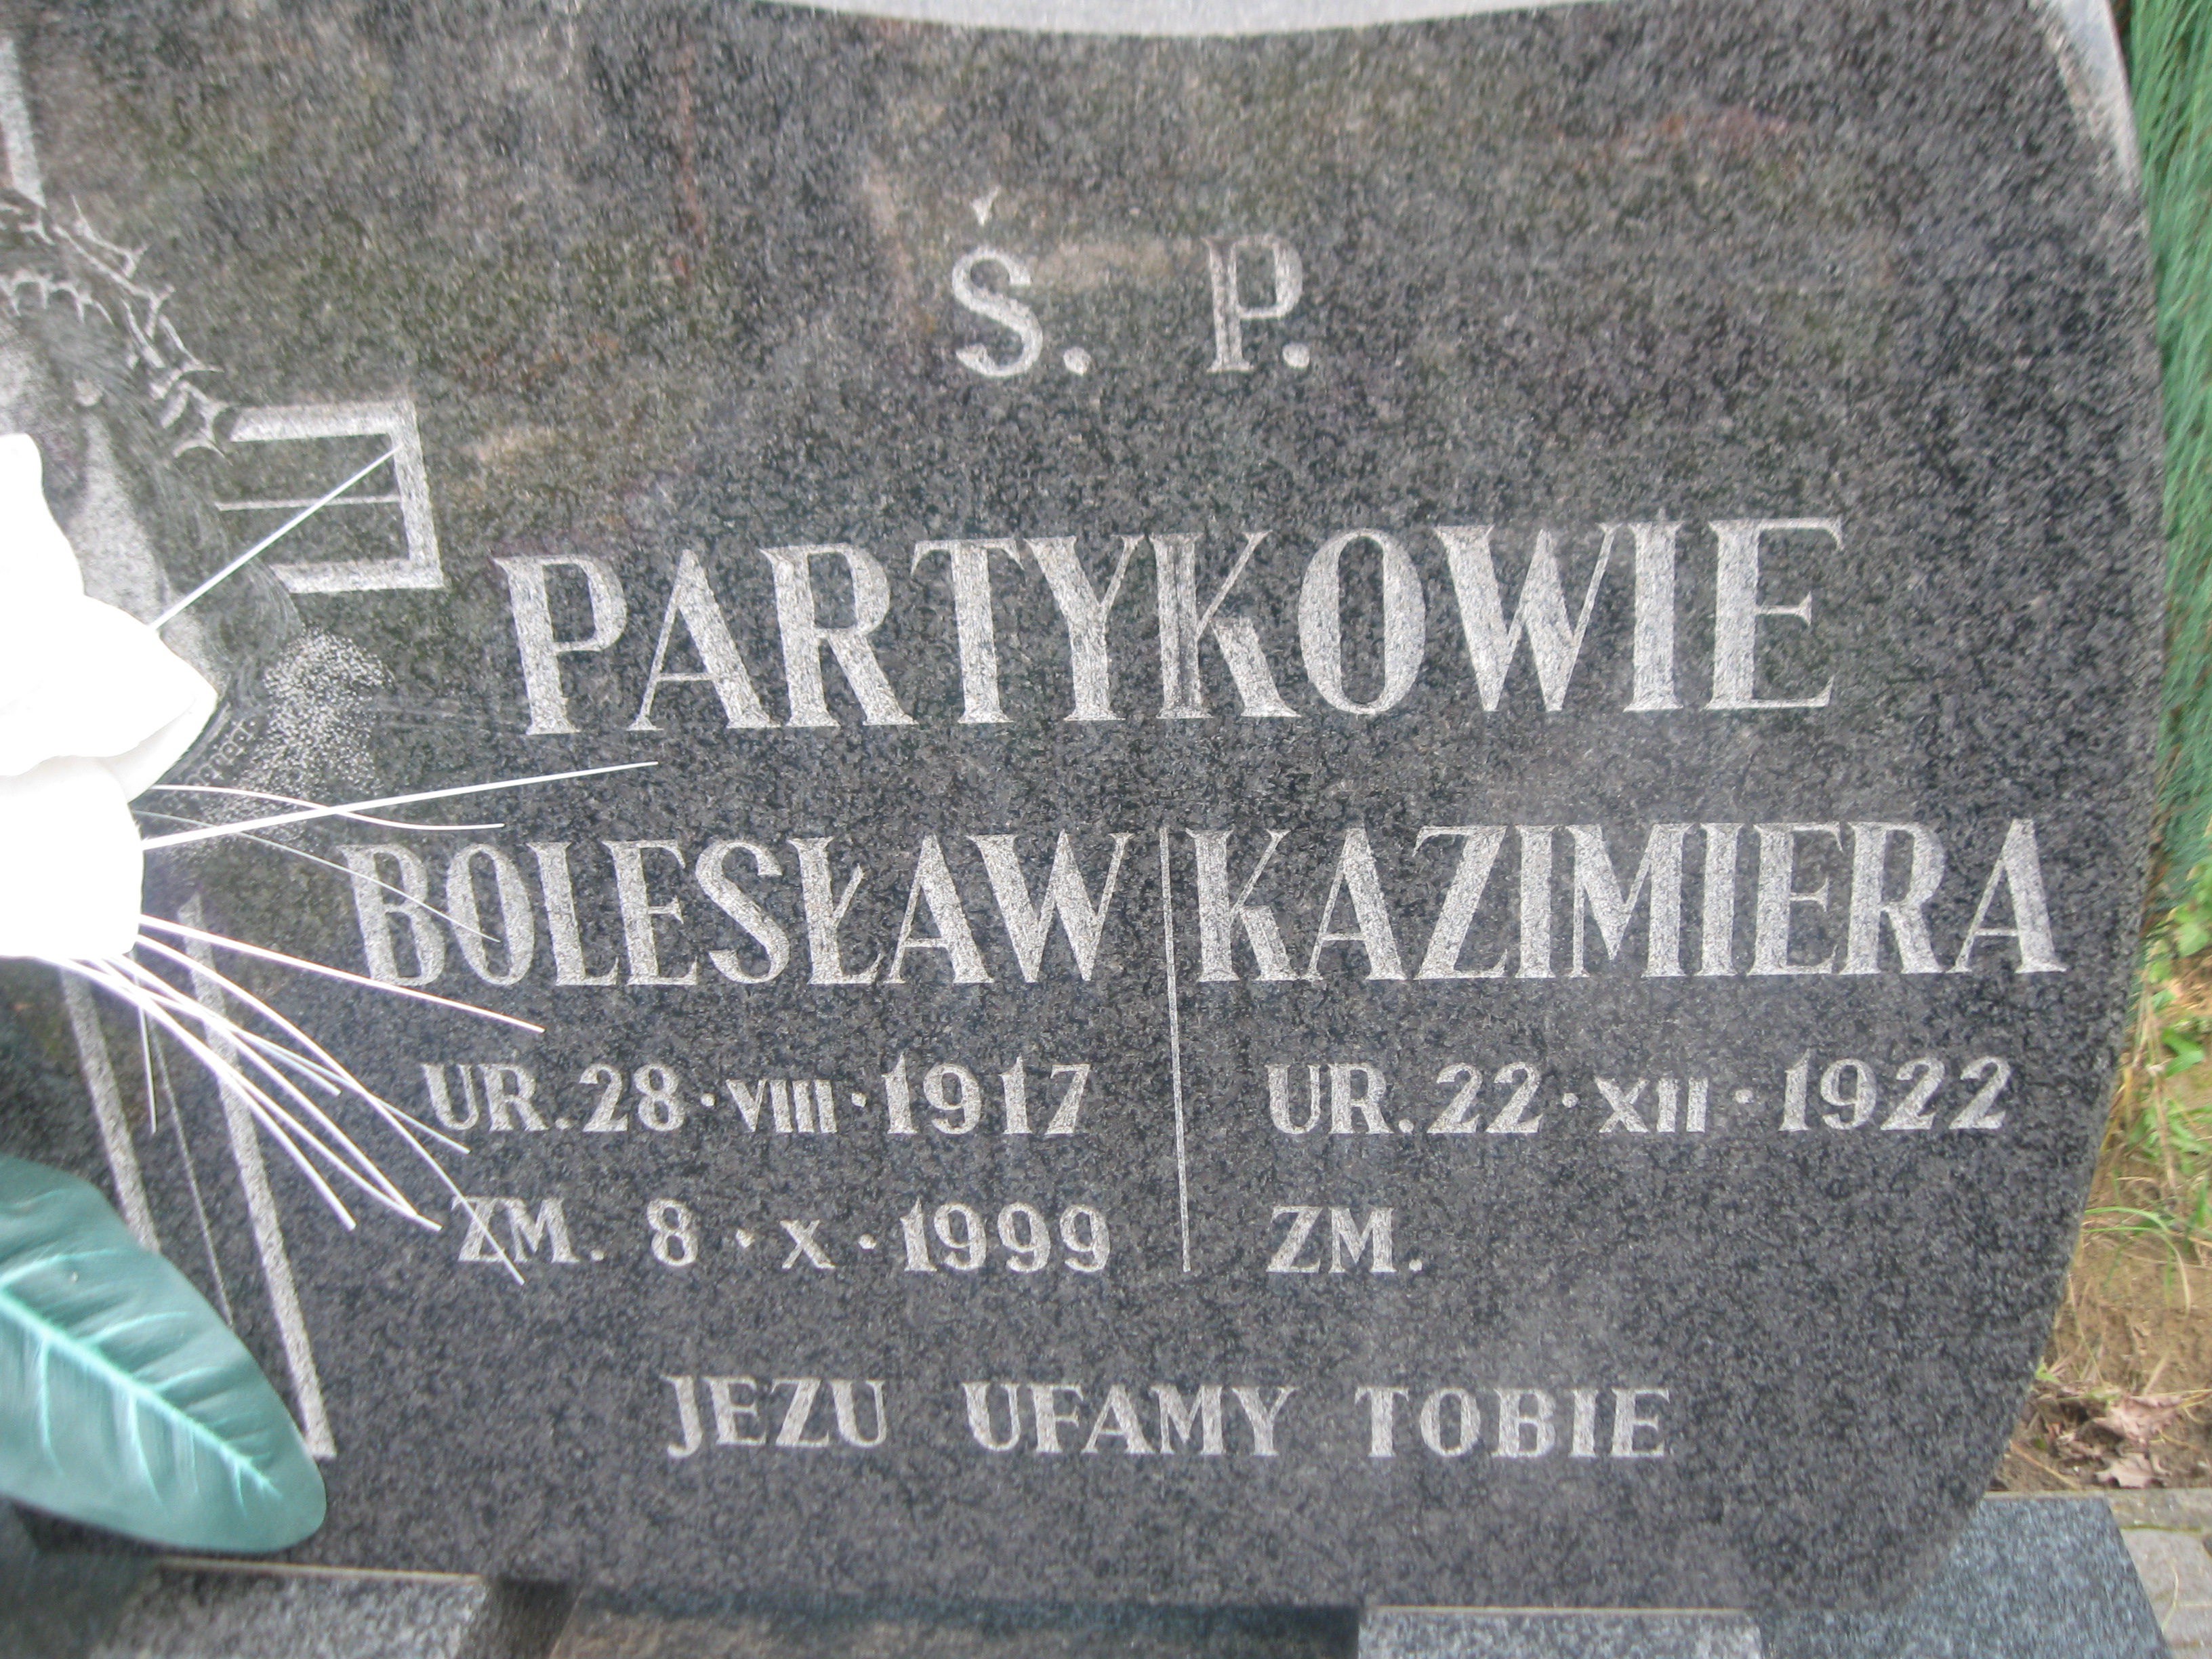 Ś. P.
PARTYKOWIE
BOLESŁAW
UR. 28·VIII·1917
ZM. 8·X·1999
KAZIMIERA
UR. 22·XII·1922
ZM.
JEZU UFAMY TOBIE